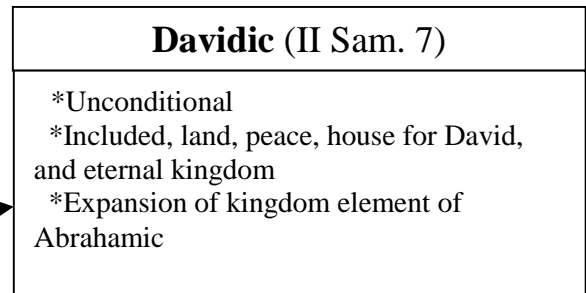 Davidic (II Sam. 7)
*Unconditional
*Included, land, peace, house for David,
and eternal kingdom
*Expansion of kingdom element of
Abrahamic